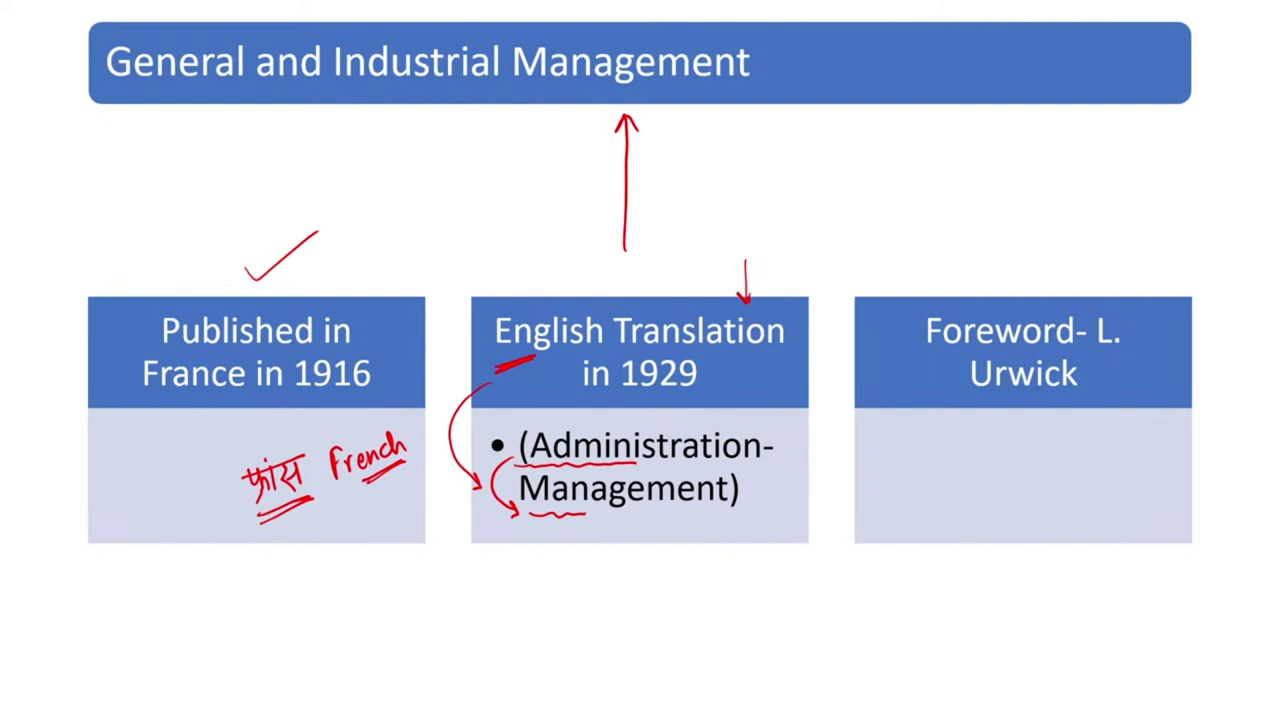 General and Industrial Management
Published in
France in 1916
फ्रांस French
English Translation
in 1929
• (Administration-
Management)
Foreword- L.
Urwick